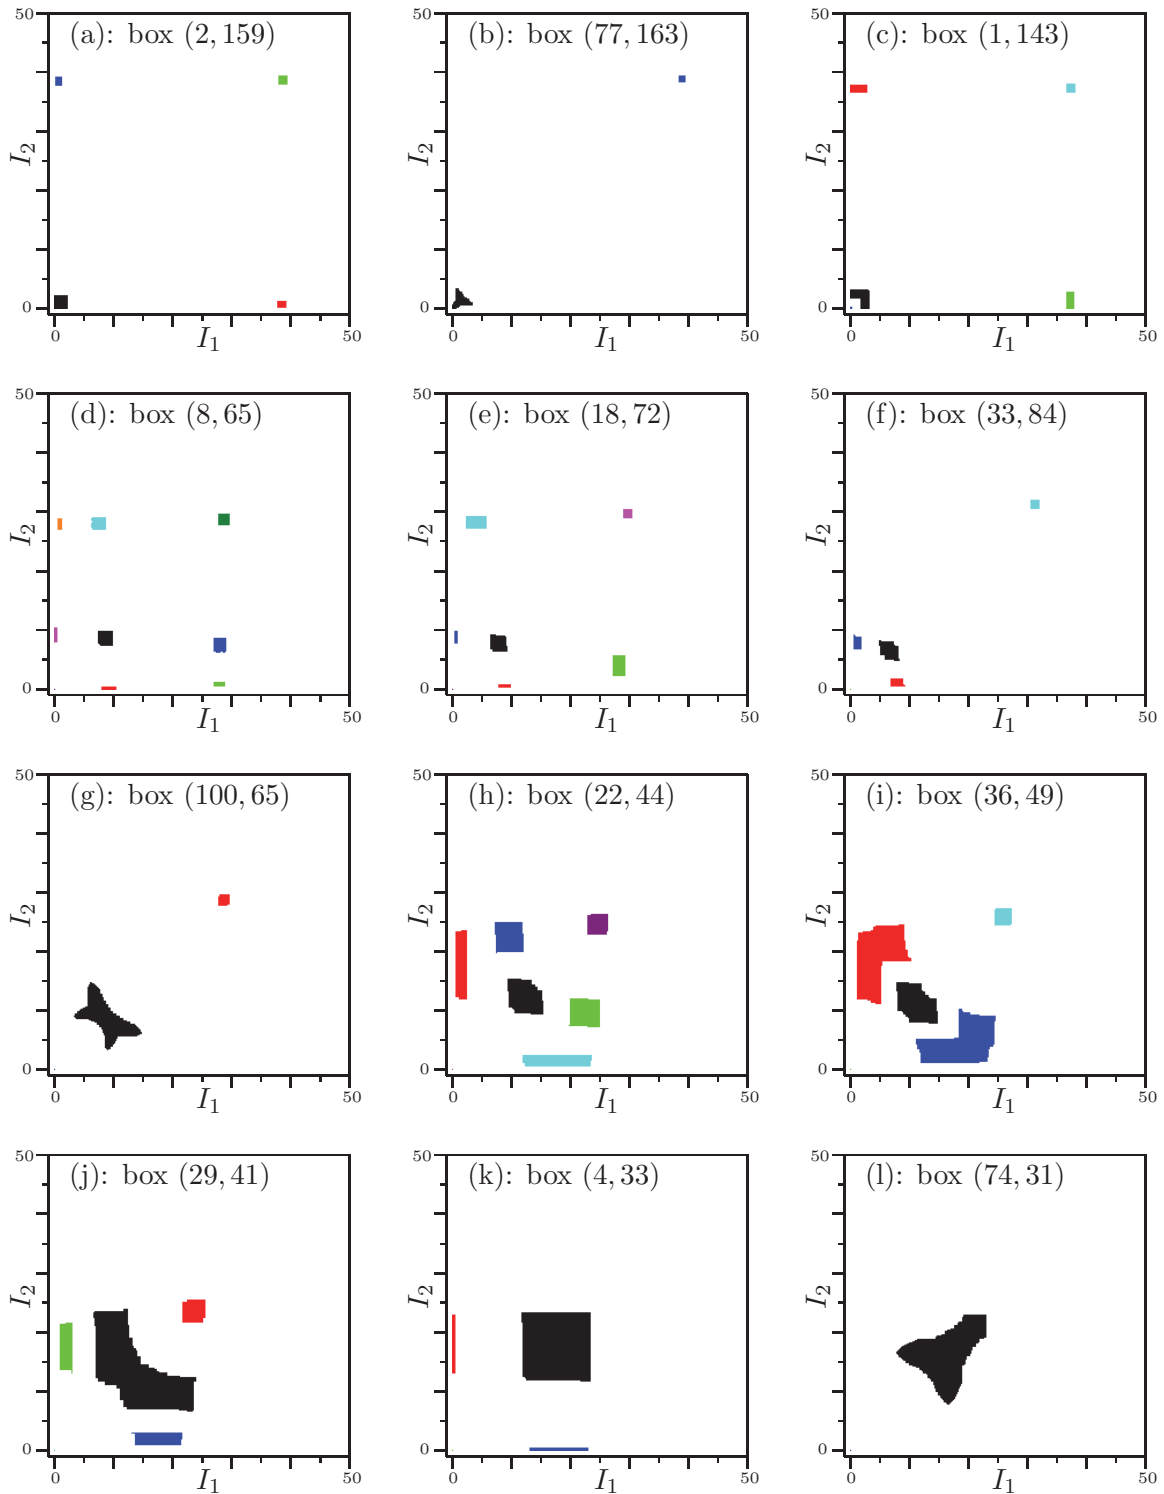 50
(a): box (2, 159)
I2
0
0
I1
50
50
(b): box (77, 163)
I2
0
0
I1
50
50
(c): box (1, 143)
I2
0
0
I1
50
50
(d): box (8, 65)
I2
0
0
I1
50
50
(e): box (18, 72)
I2
0
0
I1
50
50
(f): box (33, 84)
I2
0
0
I1
50
50
(g): box (100, 65)
I2
0
0
I1
50
50
(h): box (22, 44)
I2
0
0
I1
50
50
(i): box (36, 49)
I2
0
0
I1
50
50
(j): box (29, 41)
I2
0
0
I1
50
50
(k): box (4, 33)
I2
0
0
I1
50
50
(l): box (74, 31)
I2
0
0
I1
50